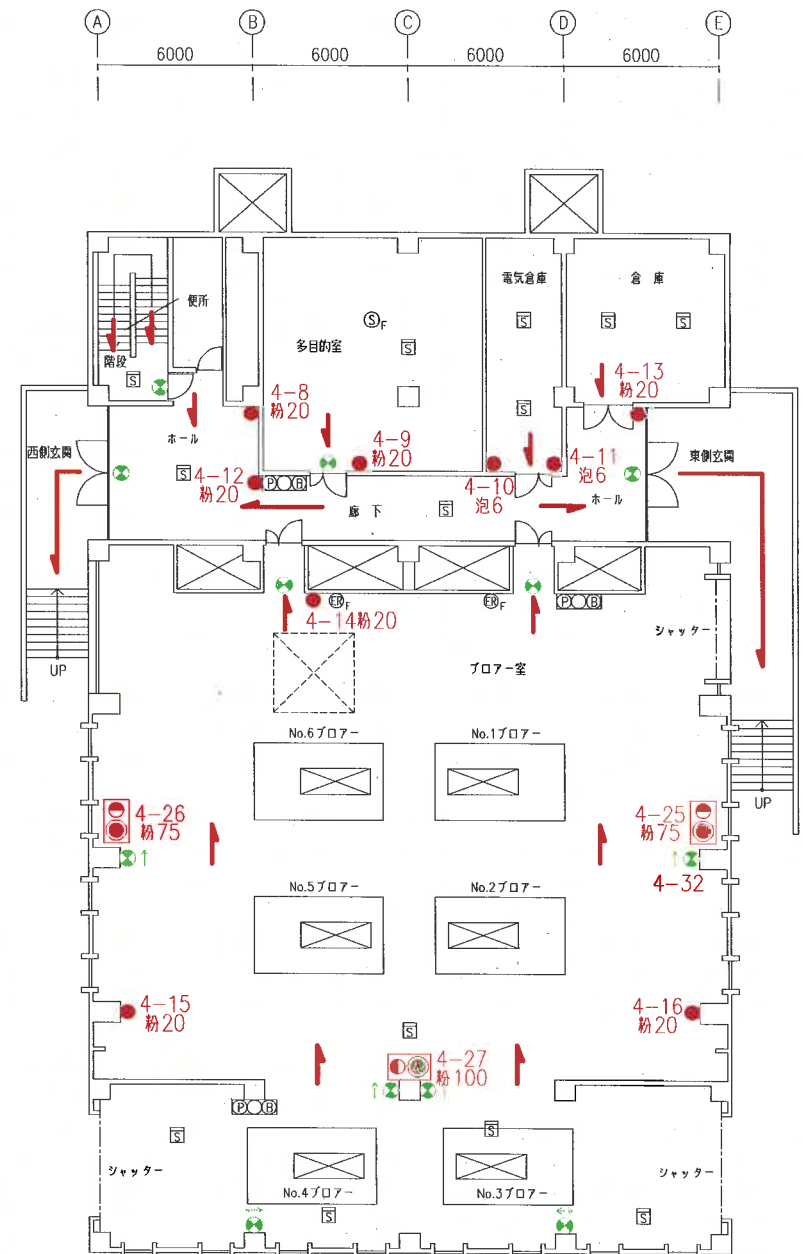 A B C D E
6000 6000 6000 6000
電気倉庫
倉庫
便所
SF
S
S
S
S
多目的室
階段
S
4-13
粉20
4-8
粉20
S
ホール
4-9
粉20
西側玄関
4-11
泡6
東側玄関
4-12
粉20
S
PB
4-10
泡6
ホール
廊下
S
ERF
ERF
PB
4-14粉20
シャッター
UP
ブロアー室
No.6ブロアー
No.1ブロアー
UP
4-26
粉75
4-25
粉75
4-32
No.5ブロアー
No.2ブロアー
4-15
粉20
4-16
粉20
S
4-27
粉100
PB
S
S
シャッター
シャッター
No.4ブロアー
No.3ブロアー
S
S